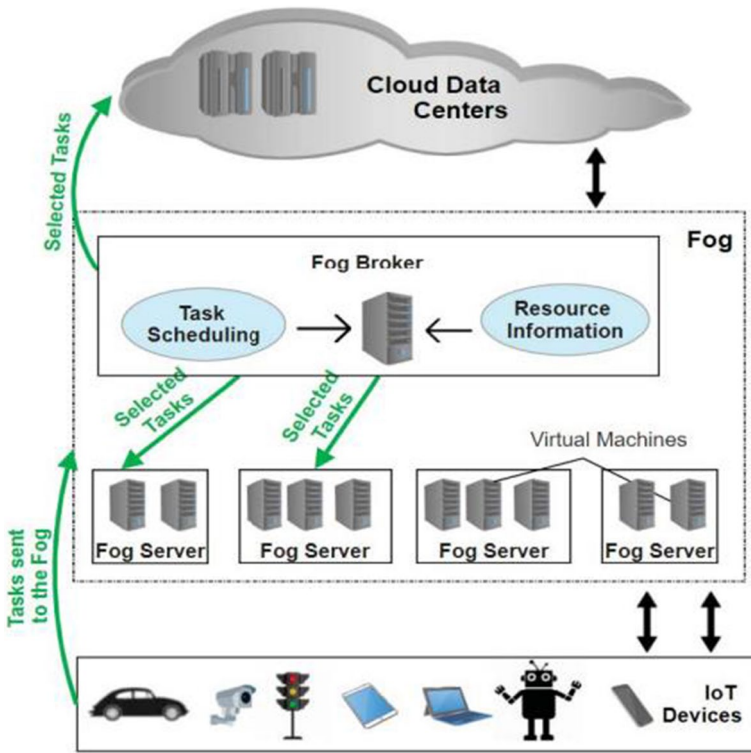 Cloud Data
Centers
Selected Tasks
Fog
Fog Broker
Task
Scheduling
Resource
Information
Selected
Tasks
Selected
Tasks
Virtual Machines
Fog Server
Fog Server
Fog Server
Fog Server
Tasks sent
to the Fog
IoT
Devices